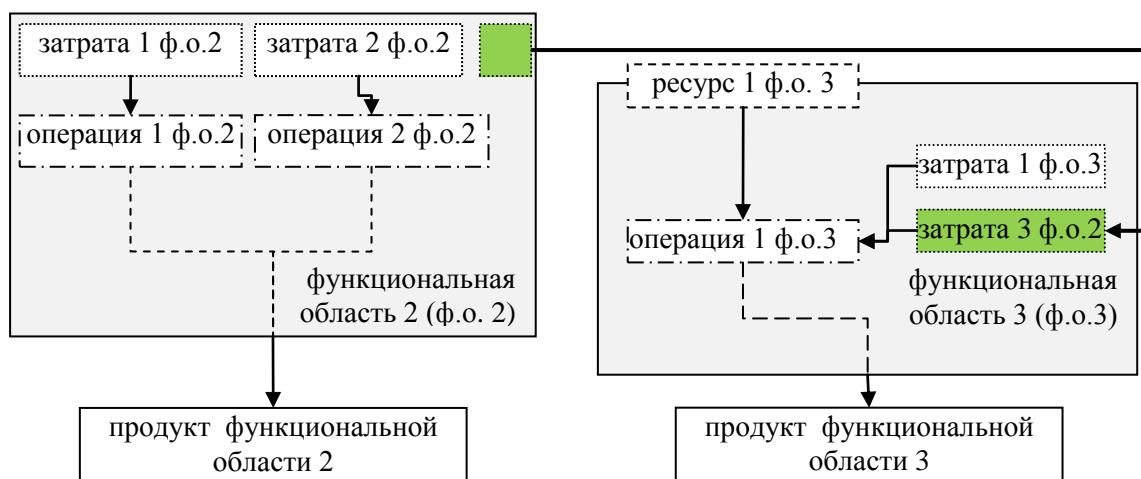 затрата 1 ф.о.2
затрата 2 ф.о.2
операция 1 ф.о.2
операция 2 ф.о.2
функциональная
область 2 (ф.о. 2)
продукт функциональной
области 2
ресурс 1 ф.о. 3
затрата 1 ф.о.3
затрата 3 ф.о.2
операция 1 ф.о.3
функциональная
область 3 (ф.о.3)
продукт функциональной
области 3